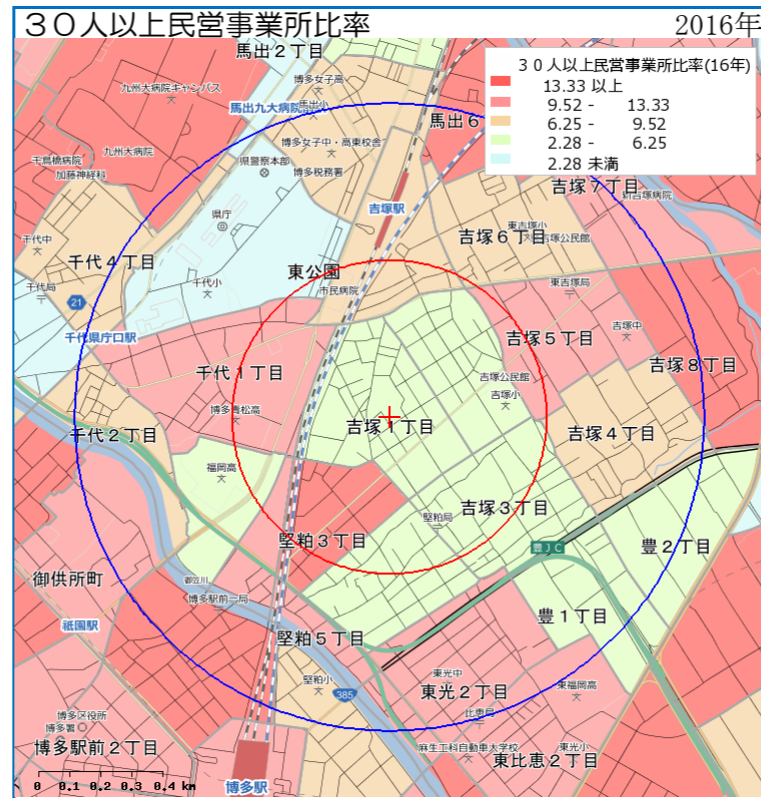 ３０人以上民営事業所比率
2016年
３０人以上民営事業所比率(16年)
13.33 以上
9.52 - 13.33
6.25 - 9.52
2.28 - 6.25
2.28 未満
馬出２丁目
九州大病院キャンパス
博多女子高
馬出九大病院
馬出小
馬出６
千鳥橋病院
九州大病院
加藤神経科
県警察本部
博多女子中・高東校舎
博多税務署
吉塚７丁目
新吉塚病院
吉塚駅
県庁
東吉塚小
吉塚６丁目
吉塚公民館
千代中
千代４丁目
東公園
千代局
千代小
市民病院
東吉塚局
21
千代県庁口駅
吉塚５丁目
吉塚中
千代１丁目
吉塚公民館
吉塚８丁目
吉塚小
博多青松高
千代２丁目
吉塚１丁目
吉塚４丁目
福岡高
吉塚３丁目
堅粕局
堅粕３丁目
豊ＪＣ
豊２丁目
御供所町
御笠川
博多駅前一局
祇園駅
豊１丁目
堅粕５丁目
堅粕小
385
東光中
東光２丁目
東福岡高
比恵局
博多区役所
博多署
博多駅前２丁目
麻生工科自動車大学校
東光小
東比恵２丁目
博多駅
0 0.1 0.2 0.3 0.4 km